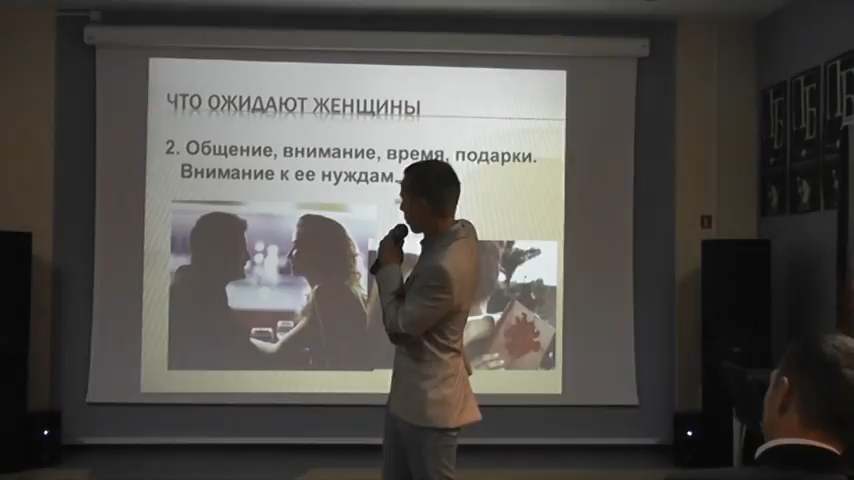 ЧТО ОЖИДАЮТ ЖЕНЩИНЫ
2. Общение, внимание, время, подарки.
Внимание к ее нуждам.